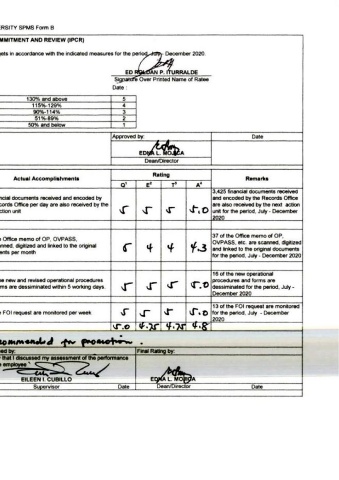 ERSITY SPMS Form B
MMITMENT AND REVIEW (IPCR)
gets in accordance with the indicated measures for the period, July - December 2020.
ED ROLDAN P. ITURRALDE
Signature Over Printed Name of Ratee
Date :
130% and above 5
115%-129% 4
90%-114% 3
51%-89% 2
50% and below 1
Approved by: Date
EDNA L. MOJICA
Dean/Director
Actual Accomplishments Rating Remarks
Q¹ E² T³ A⁴
ncial documents received and encoded by
cords Office per day are also received by the
ction unit
5 5 5 5.0
3,425 financial documents received
and encoded by the Records Office
are also received by the next action
unit for the period, July - December
2020
e Office memo of OP, OVPASS,
nned, digitized and linked to the original
ents per month
5 4 4 4.3
37 of the Office memo of OP,
OVPASS, etc. are scanned, digitized
and linked to the original documents
for the period, July - December 2020
he new and revised operational procedures
rms are dessiminated within 5 working days.
5 5 5 5.0
16 of the new operational
procedures and forms are
dessiminated for the period, July -
December 2020
e FOI request are monitored per week
5 5 5 5.0
13 of the FOI request are monitored
for the period, July - December
2020
5.0 4.75 4.75 4.8
ommended for promotion.
sed by: Final Rating by:
that I discussed my assessment of the performance
e employee
EILEEN I. CUBILLO EDNA L. MOJICA
Supervisor Date Dean/Director Date